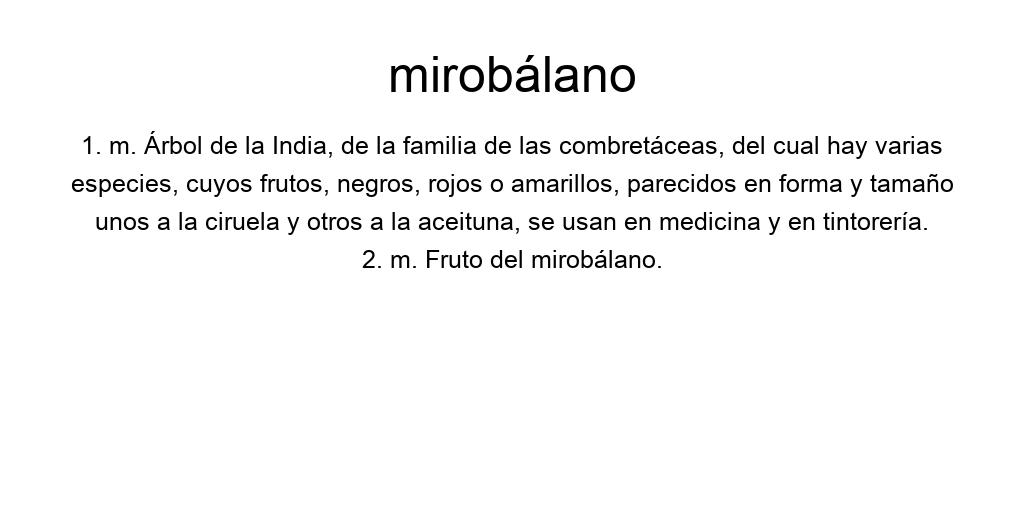 mirobálano
1. m. Árbol de la India, de la familia de las combretáceas, del cual hay varias
especies, cuyos frutos, negros, rojos o amarillos, parecidos en forma y tamaño
unos a la ciruela y otros a la aceituna, se usan en medicina y en tintorería.
2. m. Fruto del mirobálano.